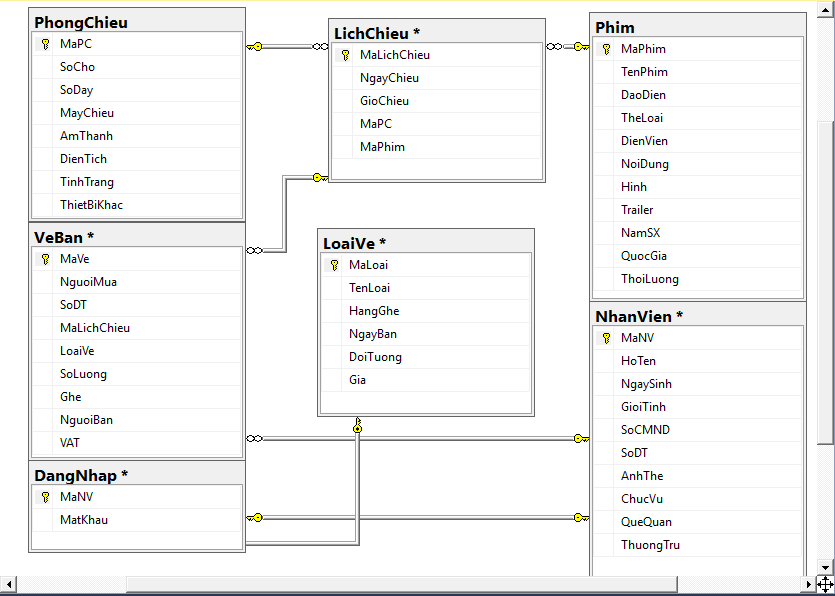 PhongChieu
MaPC
SoCho
SoDay
MayChieu
AmThanh
DienTich
TinhTrang
ThietBiKhac
LichChieu *
MaLichChieu
NgayChieu
GioChieu
MaPC
MaPhim
Phim
MaPhim
TenPhim
DaoDien
TheLoai
DienVien
NoiDung
Hinh
Trailer
NamSX
QuocGia
ThoiLuong
VeBan *
MaVe
NguoiMua
SoDT
MaLichChieu
LoaiVe
SoLuong
Ghe
NguoiBan
VAT
LoaiVe *
MaLoai
TenLoai
HangGhe
NgayBan
DoiTuong
Gia
NhanVien *
MaNV
HoTen
NgaySinh
GioiTinh
SoCMND
SoDT
AnhThe
ChucVu
QueQuan
ThuongTru
DangNhap *
MaNV
MatKhau